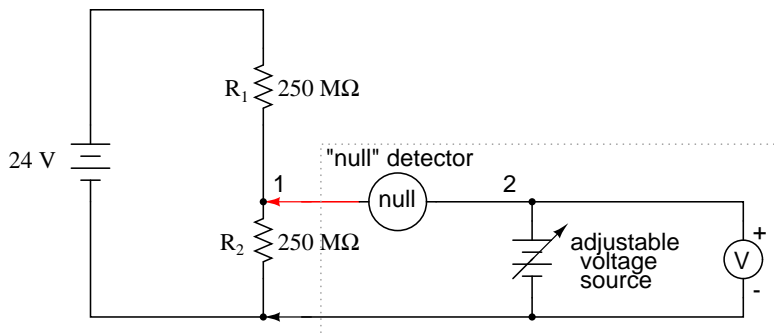 R1 250 MΩ
24 V
"null" detector
1
null
2
R2 250 MΩ
adjustable
voltage
source
+
V
-